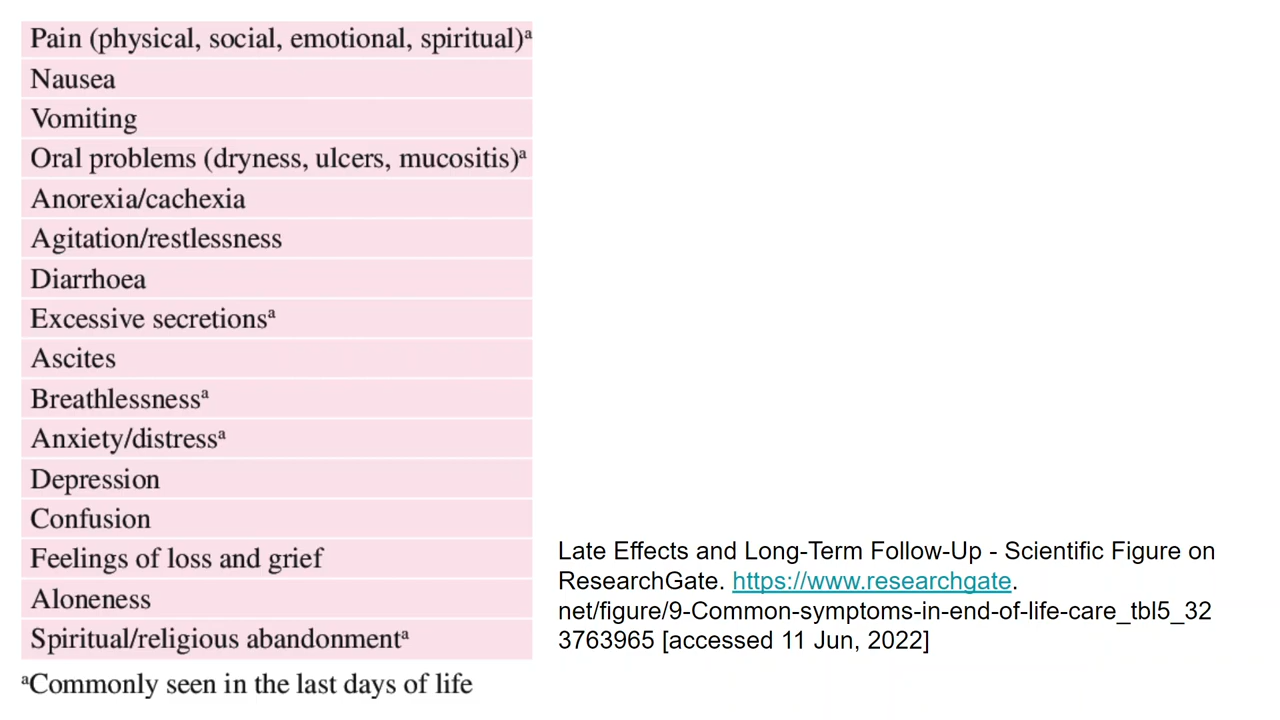 Pain (physical, social, emotional, spiritual)ᵃ
Nausea
Vomiting
Oral problems (dryness, ulcers, mucositis)ᵃ
Anorexia/cachexia
Agitation/restlessness
Diarrhoea
Excessive secretionsᵃ
Ascites
Breathlessnessᵃ
Anxiety/distressᵃ
Depression
Confusion
Feelings of loss and grief
Aloneness
Spiritual/religious abandonmentᵃ
ᵃCommonly seen in the last days of life
Late Effects and Long-Term Follow-Up - Scientific Figure on
ResearchGate. https://www.researchgate.
net/figure/9-Common-symptoms-in-end-of-life-care_tbl5_32
3763965 [accessed 11 Jun, 2022]